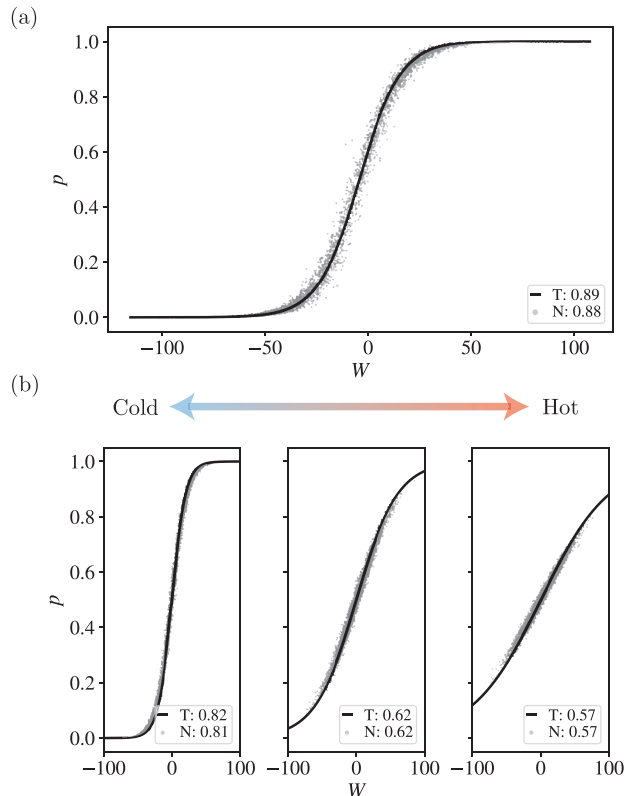 (a)
1.0
0.8
0.6
0.4
0.2
0.0
p
T: 0.89
N: 0.88
−100 −50 0 50 100
W
(b)
Cold Hot
1.0
0.8
0.6
0.4
0.2
0.0
p
T: 0.82
N: 0.81
T: 0.62
N: 0.62
T: 0.57
N: 0.57
−100 0 100 −100 0 100 −100 0 100
W